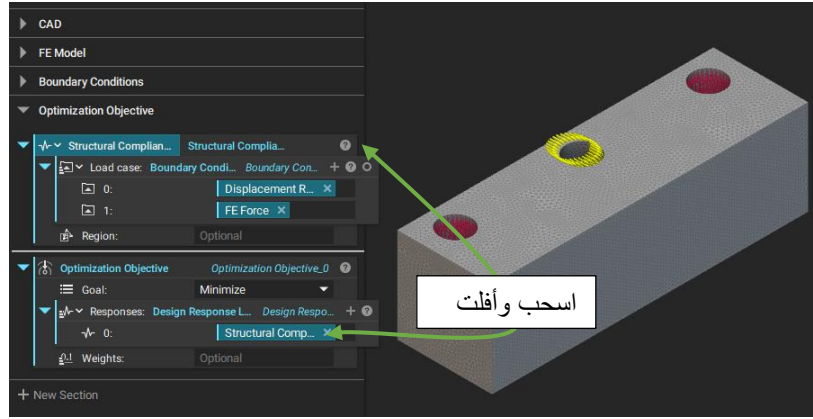 CAD
FE Model
Boundary Conditions
Optimization Objective
Structural Complian... Structural Complia...
Load case: Boundary Condi... Boundary Con...
0: Displacement R...
1: FE Force
Region: Optional
Optimization Objective Optimization Objective_0
Goal: Minimize
Responses: Design Response L... Design Respo...
0: Structural Comp...
Weights: Optional
+ New Section
اسحب وأفلت